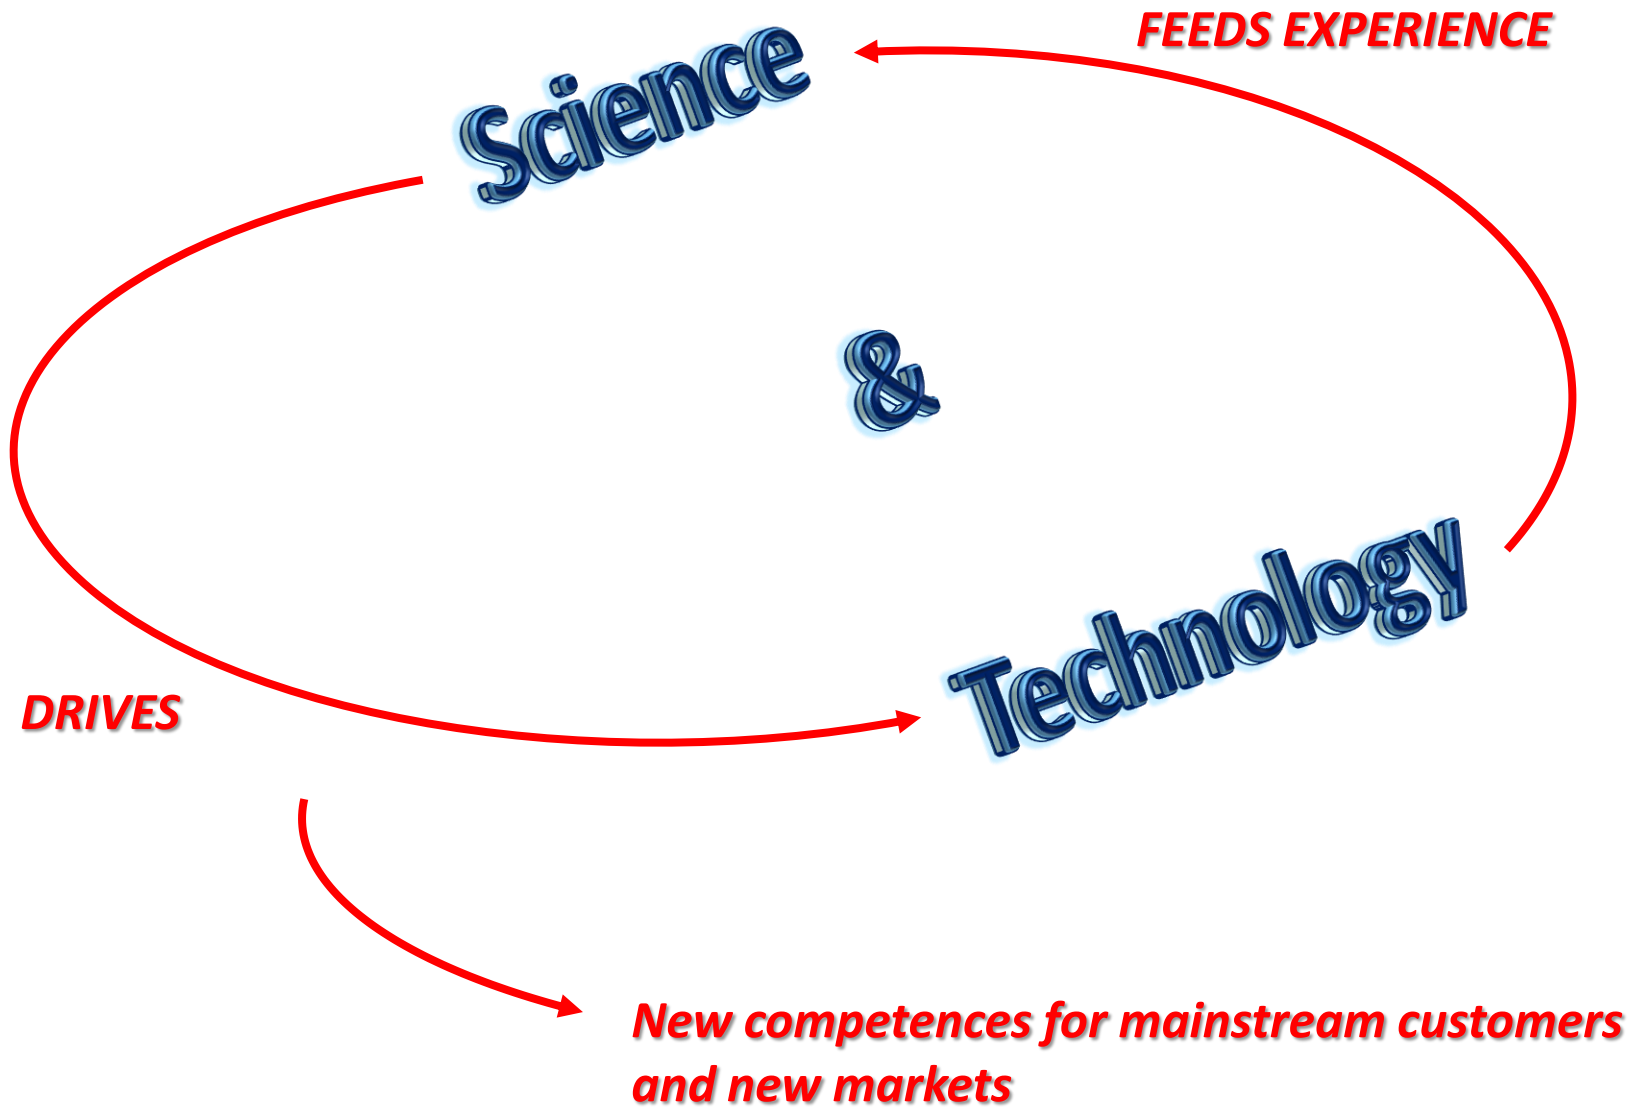 FEEDS EXPERIENCE
Science
&
Technology
DRIVES
New competences for mainstream customers
and new markets